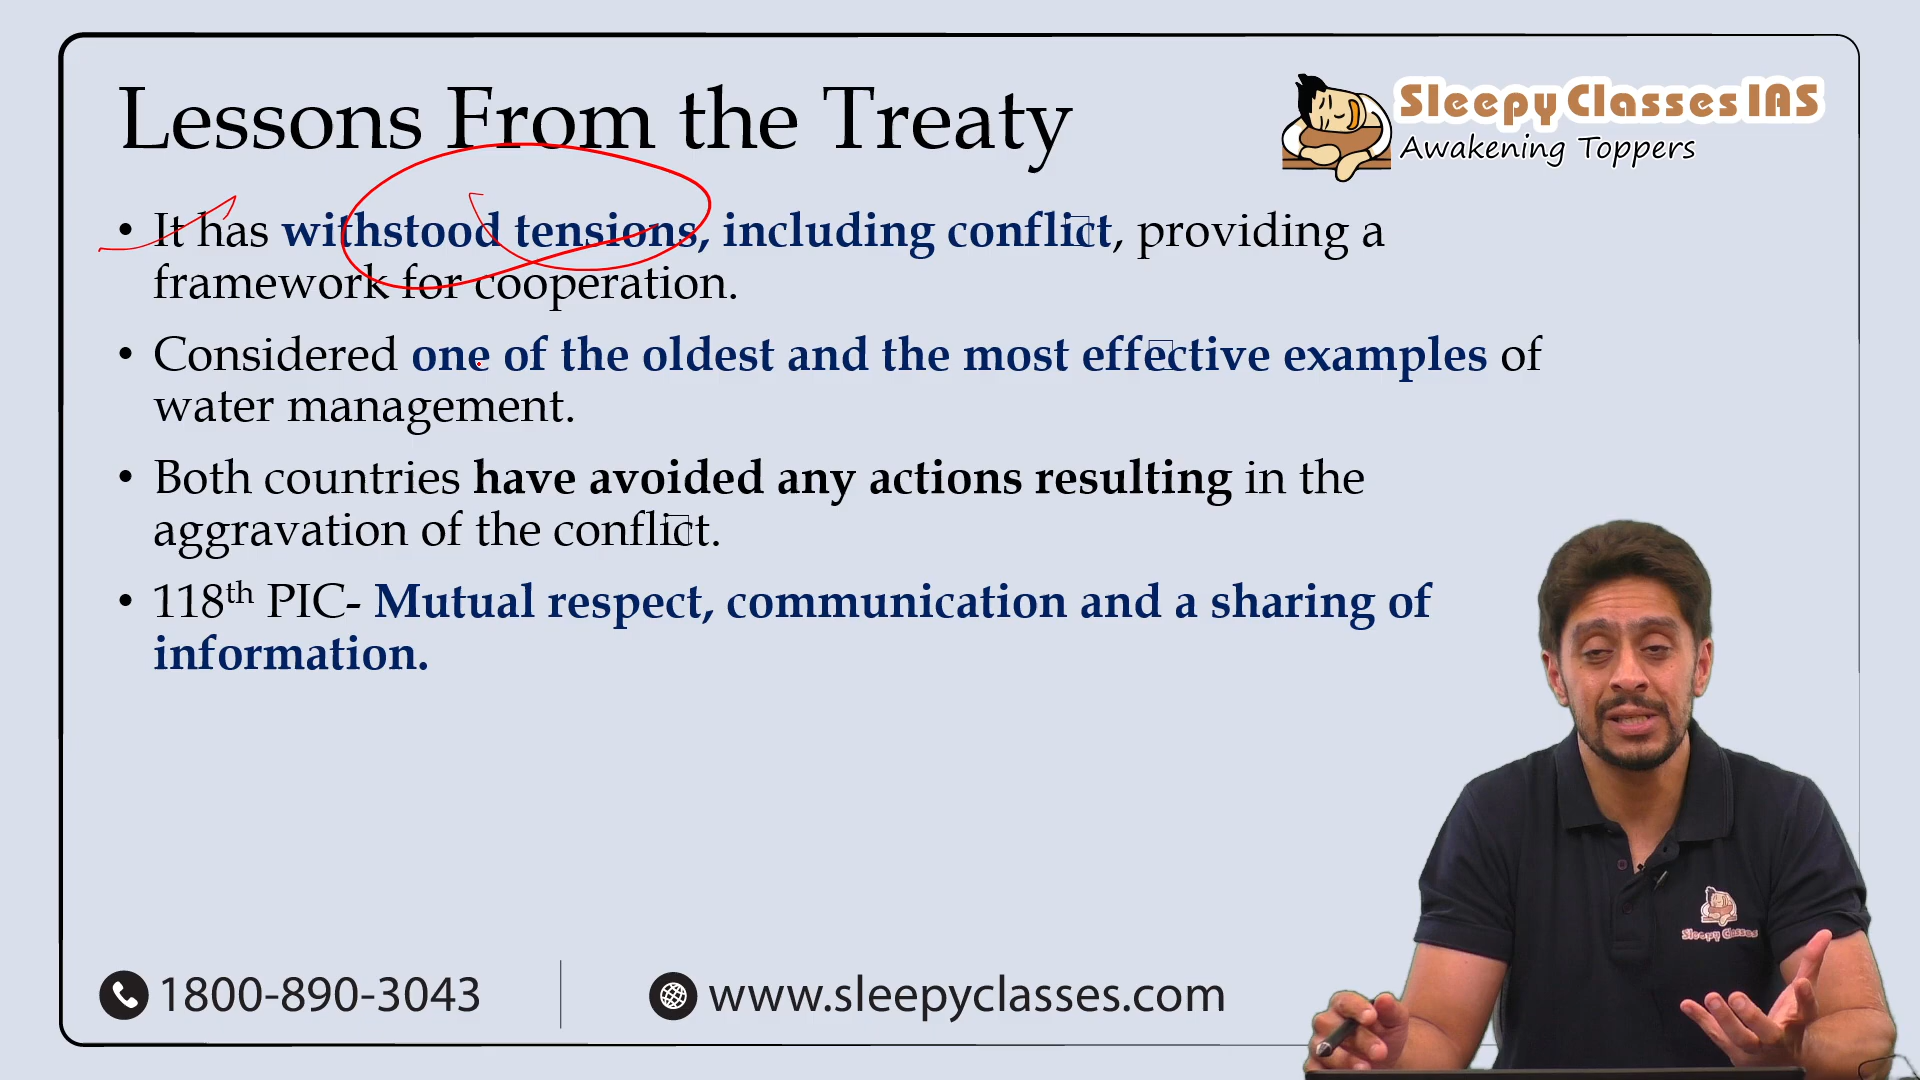 Lessons From the Treaty
Sleepy Classes IAS
Awakening Toppers
• It has withstood tensions, including conflict, providing a
framework for cooperation.
• Considered one of the oldest and the most effective examples of
water management.
• Both countries have avoided any actions resulting in the
aggravation of the conflict.
• 118th PIC- Mutual respect, communication and a sharing of
information.
Sleepy Classes
1800-890-3043
www.sleepyclasses.com